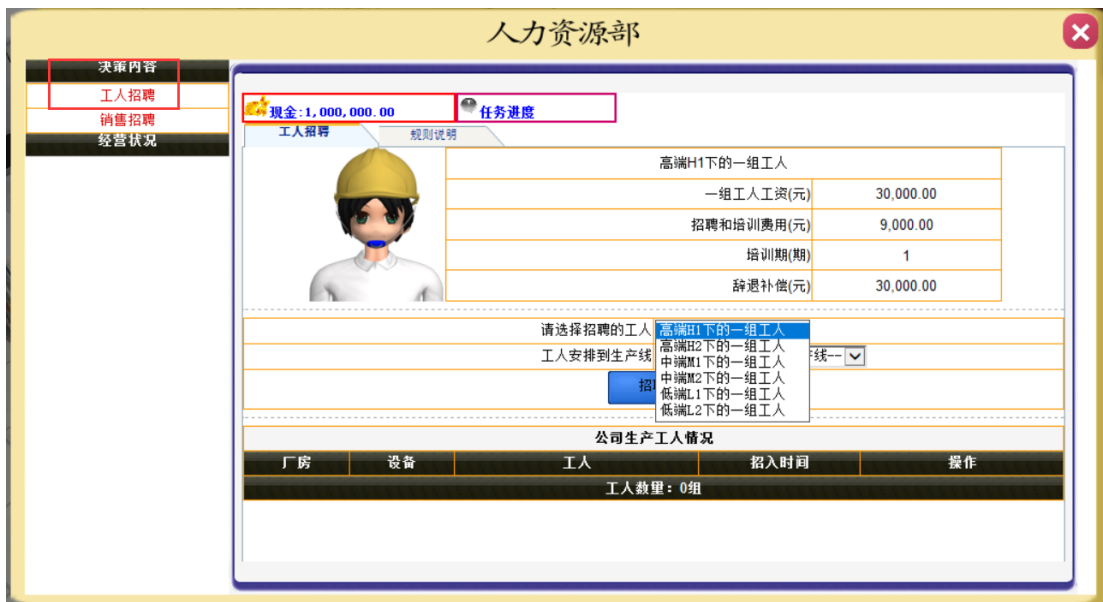 人力资源部
决策内容
工人招聘
销售招聘
经营状况
现金:1,000,000.00 任务进度
工人招聘 规则说明
高端H1下的一组工人
一组工人工资(元) 30,000.00
招聘和培训费用(元) 9,000.00
培训期(期) 1
辞退补偿(元) 30,000.00
请选择招聘的工人 高端H1下的一组工人
高端H2下的一组工人
工人安排到生产线 线--
中端M1下的一组工人
中端M2下的一组工人
招
低端L1下的一组工人
低端L2下的一组工人
公司生产工人情况
厂房 设备 工人 招入时间 操作
工人数量：0组